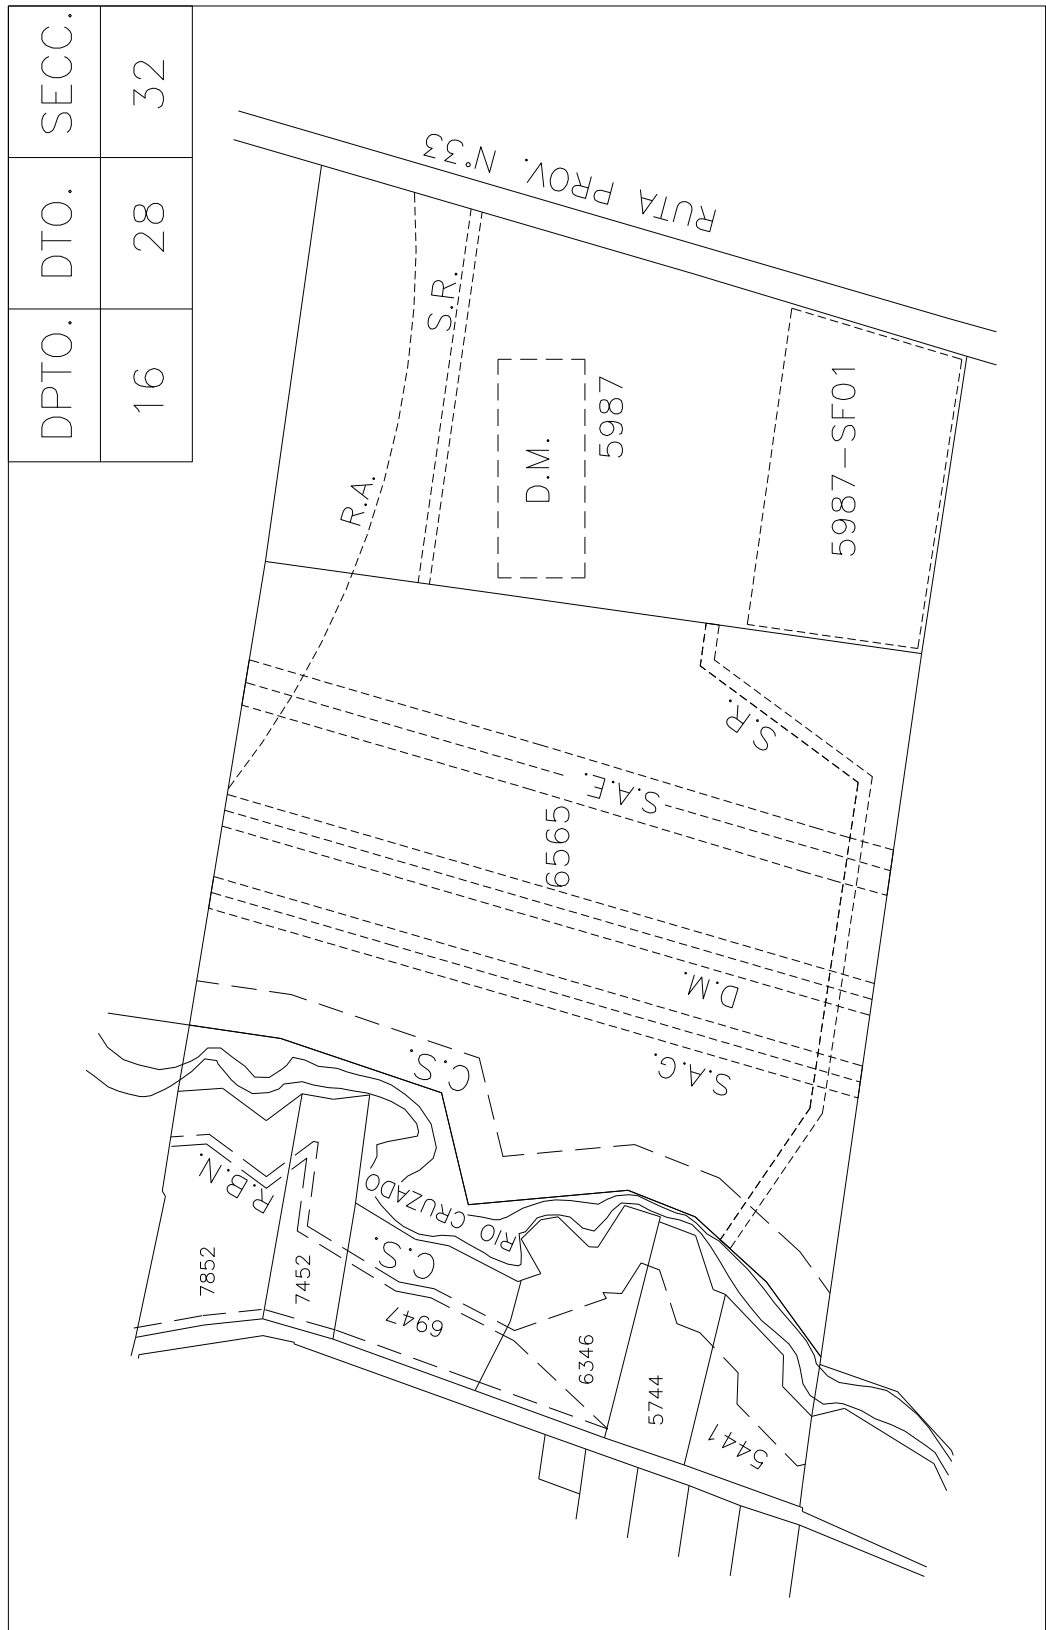 DPTO. DTO. SECC.
16 28 32
RUTA PROV. N°33
R.A.
S.R.
D.M.
5987
5987-SF01
S.R.
S.A.E.
6565
D.M.
S.A.G.
C.S.
R.B.N.
RIO CRUZADO
C.S.
7852
7452
6947
6346
5744
5441